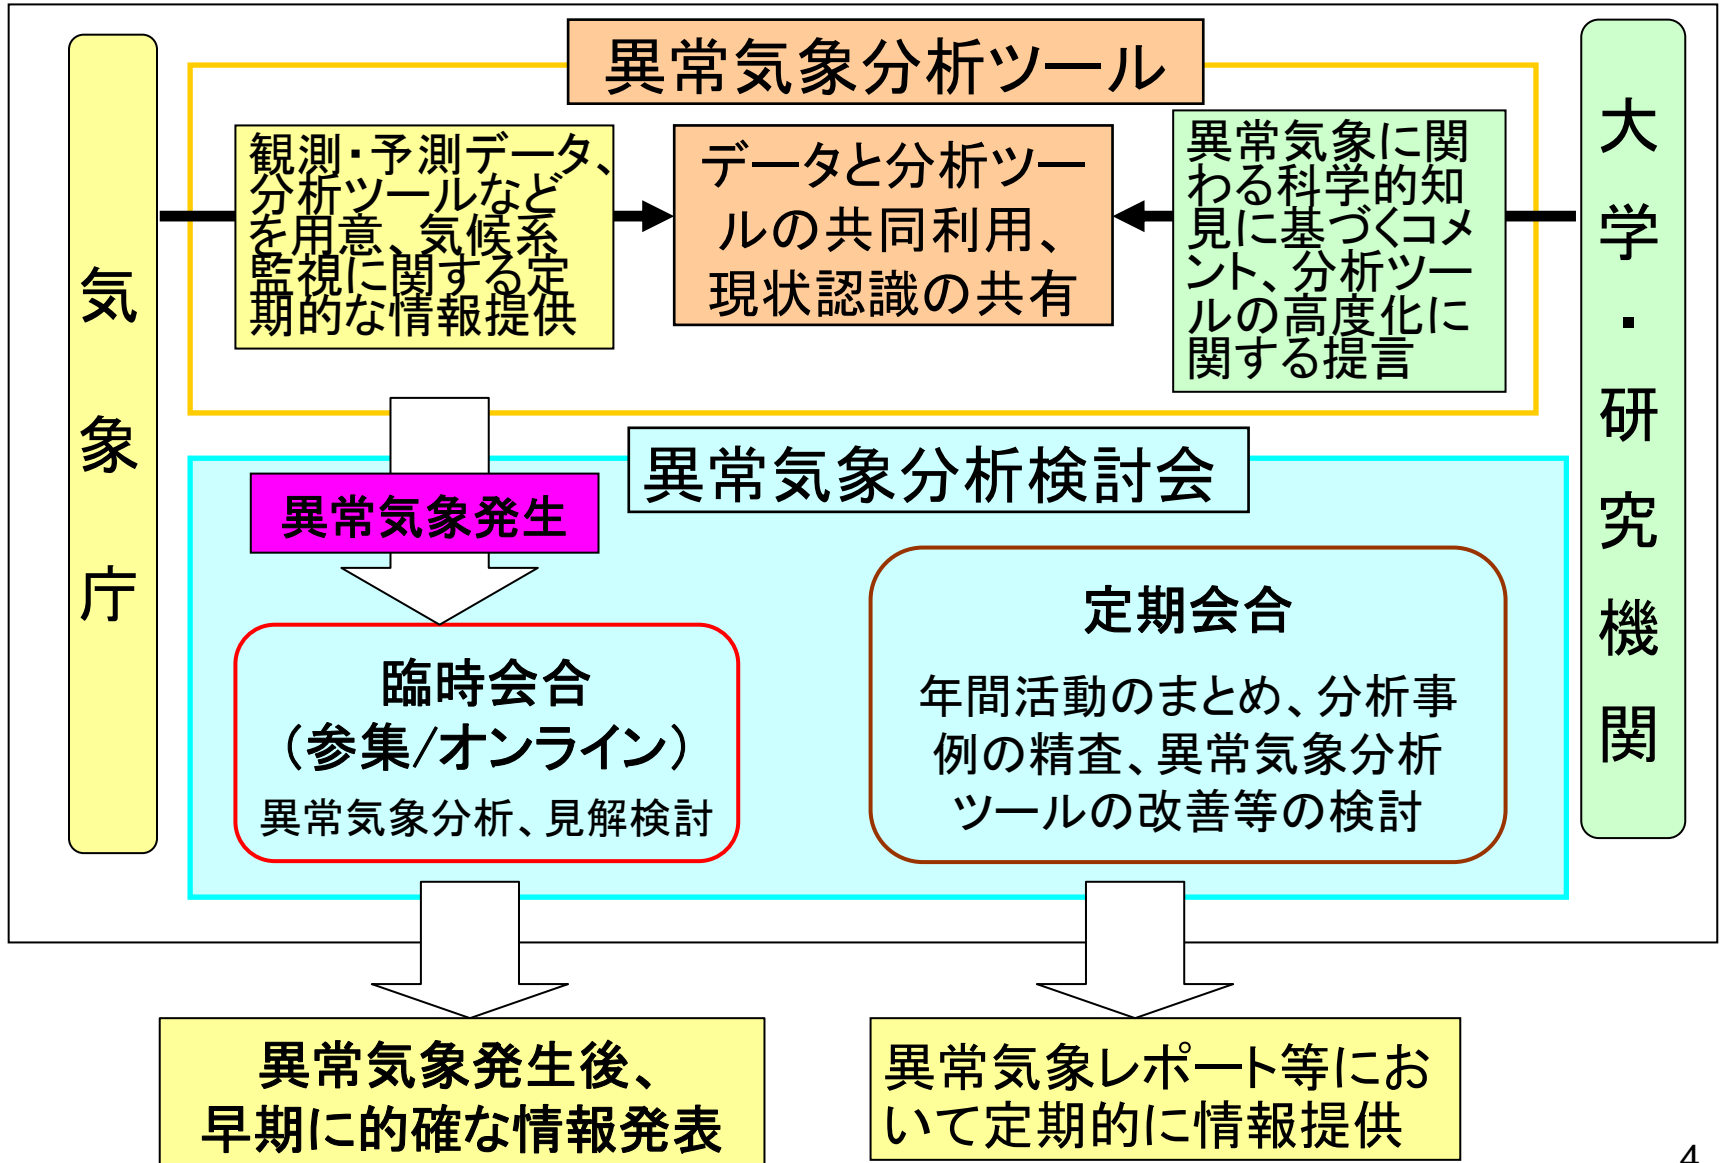 異常気象分析ツール
気象庁
観測・予測データ、
分析ツールなど
を用意、気候系
監視に関する定
期的な情報提供
データと分析ツー
ルの共同利用、
現状認識の共有
異常気象に関
わる科学的知
見に基づくコメ
ント、分析ツー
ルの高度化に
関する提言
大学・研究機関
異常気象分析検討会
異常気象発生
臨時会合
（参集/オンライン）
異常気象分析、見解検討
定期会合
年間活動のまとめ、分析事
例の精査、異常気象分析
ツールの改善等の検討
異常気象発生後、
早期に的確な情報発表
異常気象レポート等にお
いて定期的に情報提供
4